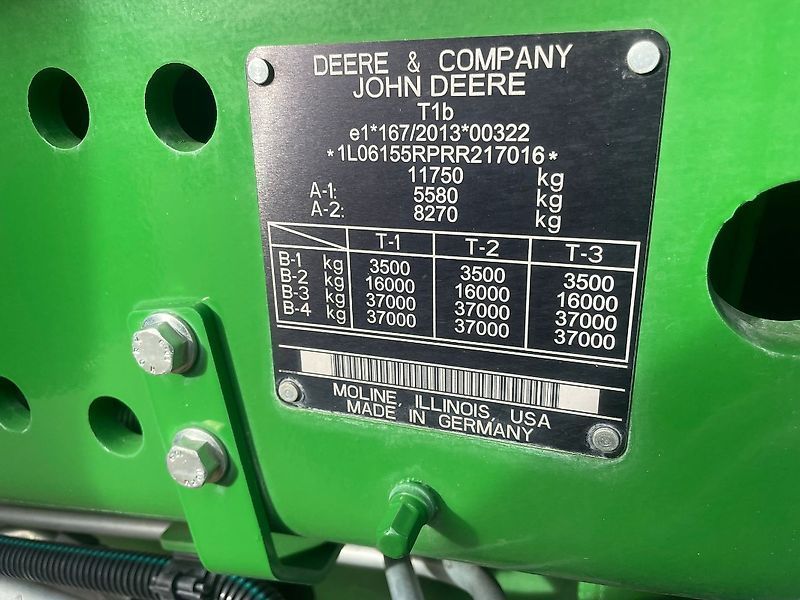 DEERE & COMPANY
JOHN DEERE
T1b
e1*167/2013*00322
*1L06155RPRR217016*
11750 kg
A-1: 5580 kg
A-2: 8270 kg
T-1 T-2 T-3
B-1 kg 3500 3500 3500
B-2 kg 16000 16000 16000
B-3 kg 37000 37000 37000
B-4 kg 37000 37000 37000
MOLINE, ILLINOIS, USA
MADE IN GERMANY